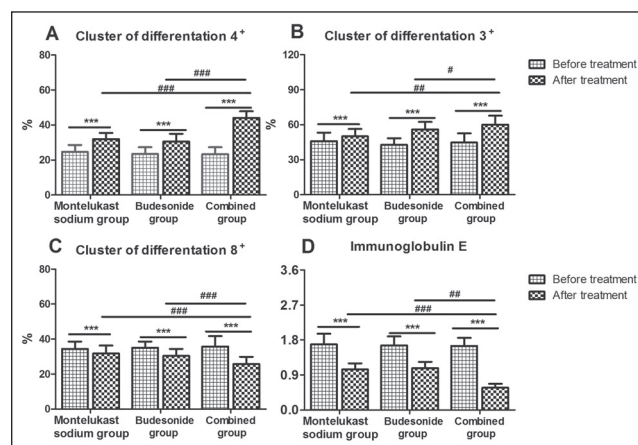 A Cluster of differentation 4+
80
60
40
20
0
%
###
###
***
***
***
Montelukast sodium group
Budesonide group
Combined group
B Cluster of differentation 3+
120
90
60
30
0
%
#
##
***
***
***
Montelukast sodium group
Budesonide group
Combined group
Before treatment
After treatment
C Cluster of differentation 8+
80
60
40
20
0
%
###
###
***
***
***
Montelukast sodium group
Budesonide group
Combined group
D Immunoglobulin E
3.6
2.7
1.8
0.9
0.0
##
###
***
***
***
Montelukast sodium group
Budesonide group
Combined group
Before treatment
After treatment